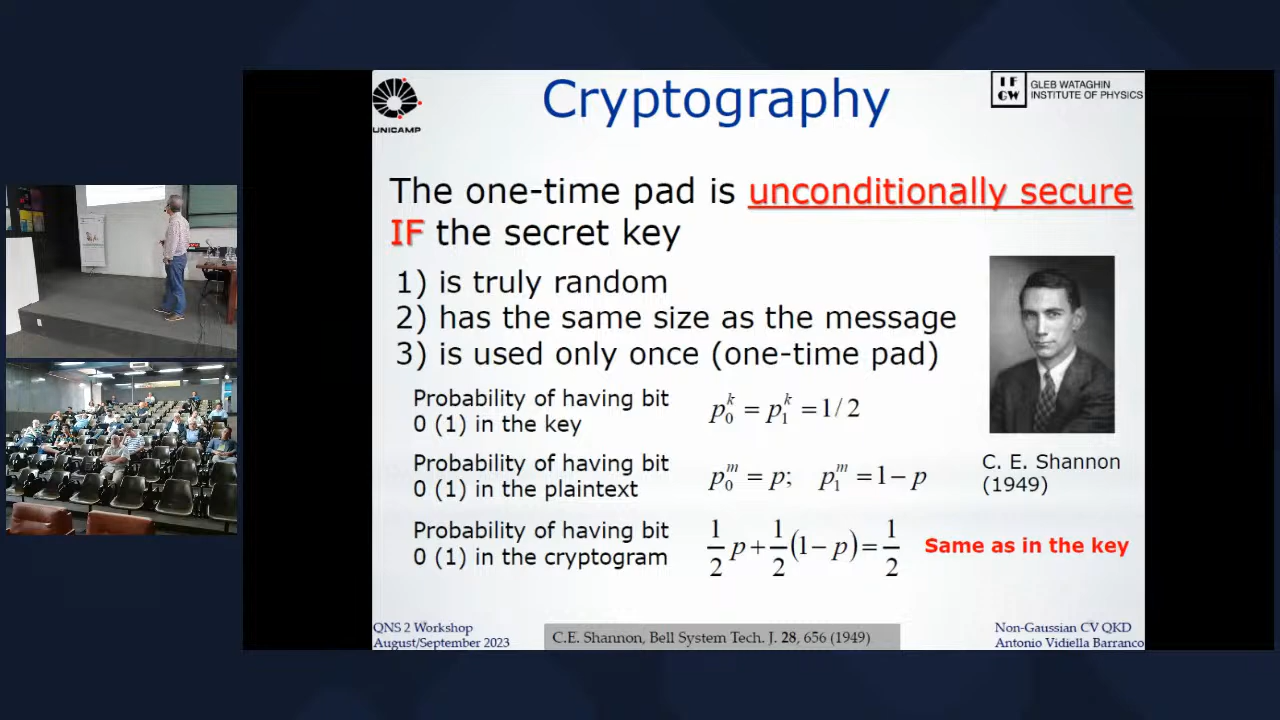 Cryptography
UNICAMP
I F
GW
GLEB WATAGHIN
INSTITUTE OF PHYSICS
The one-time pad is unconditionally secure
IF the secret key
1) is truly random
2) has the same size as the message
3) is used only once (one-time pad)
Probability of having bit
0 (1) in the key
p₀ᵏ = p₁ᵏ = 1/2
Probability of having bit
0 (1) in the plaintext
p₀ᵐ = p; p₁ᵐ = 1 − p
C. E. Shannon
(1949)
Probability of having bit
0 (1) in the cryptogram
1/2 p + 1/2 (1 − p) = 1/2
Same as in the key
QNS 2 Workshop
August/September 2023
C.E. Shannon, Bell System Tech. J. 28, 656 (1949)
Non-Gaussian CV QKD
Antonio Vidiella Barranco